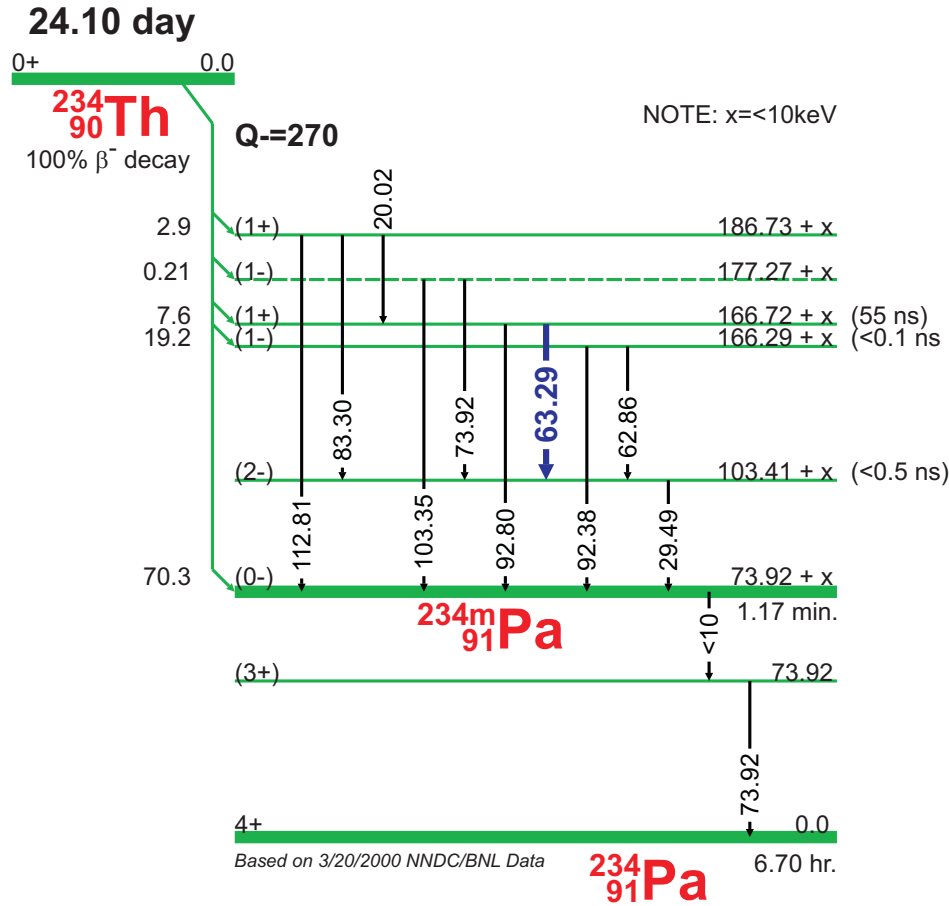 24.10 day
0+ 0.0
234 90 Th
100% β- decay
Q-=270
NOTE: x=<10keV
20.02
2.9 (1+) 186.73 + x
0.21 (1-) 177.27 + x
7.6 (1+) 166.72 + x (55 ns)
19.2 (1-) 166.29 + x (<0.1 ns
83.30
73.92
63.29
62.86
(2-) 103.41 + x (<0.5 ns)
112.81
103.35
92.80
92.38
29.49
70.3 (0-) 73.92 + x
234m 91 Pa
1.17 min.
<10
(3+) 73.92
73.92
4+ 0.0
Based on 3/20/2000 NNDC/BNL Data
234 91 Pa
6.70 hr.